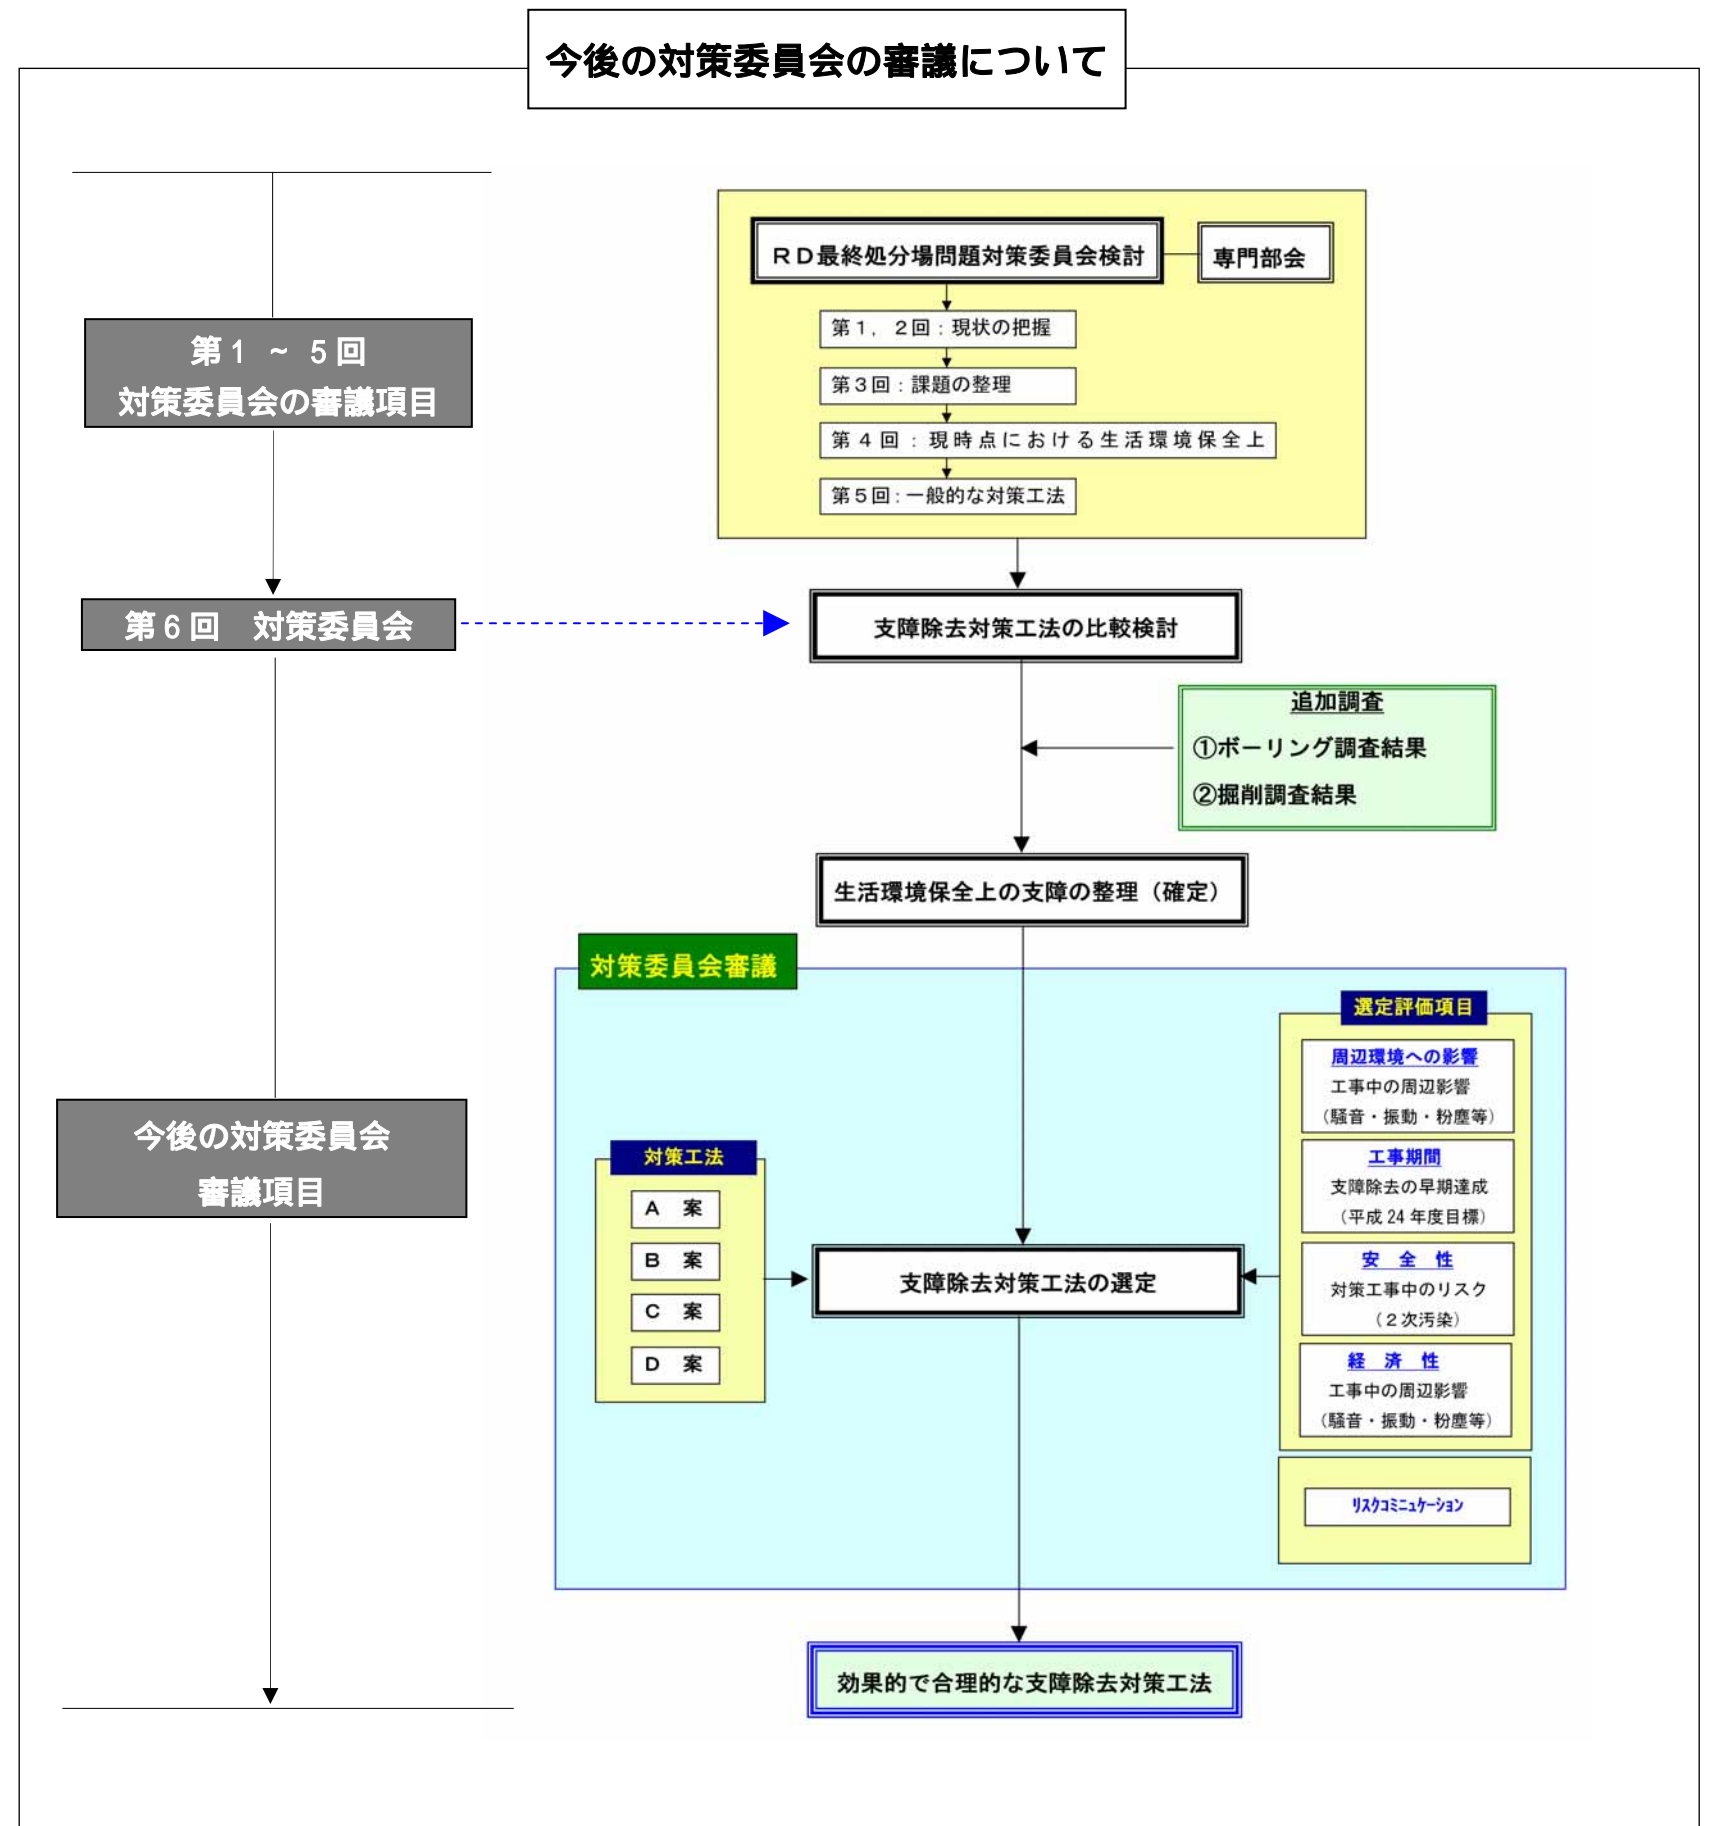 今後の対策委員会の審議について
第1 ~ 5回
対策委員会の審議項目
第6回　対策委員会
今後の対策委員会
審議項目
ＲＤ最終処分場問題対策委員会検討
専門部会
第１，２回：現状の把握
第３回：課題の整理
第４回：現時点における生活環境保全上
第５回：一般的な対策工法
支障除去対策工法の比較検討
追加調査
①ボーリング調査結果
②掘削調査結果
生活環境保全上の支障の整理（確定）
対策委員会審議
対策工法
Ａ　案
Ｂ　案
Ｃ　案
Ｄ　案
支障除去対策工法の選定
選定評価項目
周辺環境への影響
工事中の周辺影響
（騒音・振動・粉塵等）
工事期間
支障除去の早期達成
（平成24年度目標）
安　全　性
対策工事中のリスク
（２次汚染）
経　済　性
工事中の周辺影響
（騒音・振動・粉塵等）
ﾘｽｸｺﾐﾆｭｹｰｼｮﾝ
効果的で合理的な支障除去対策工法